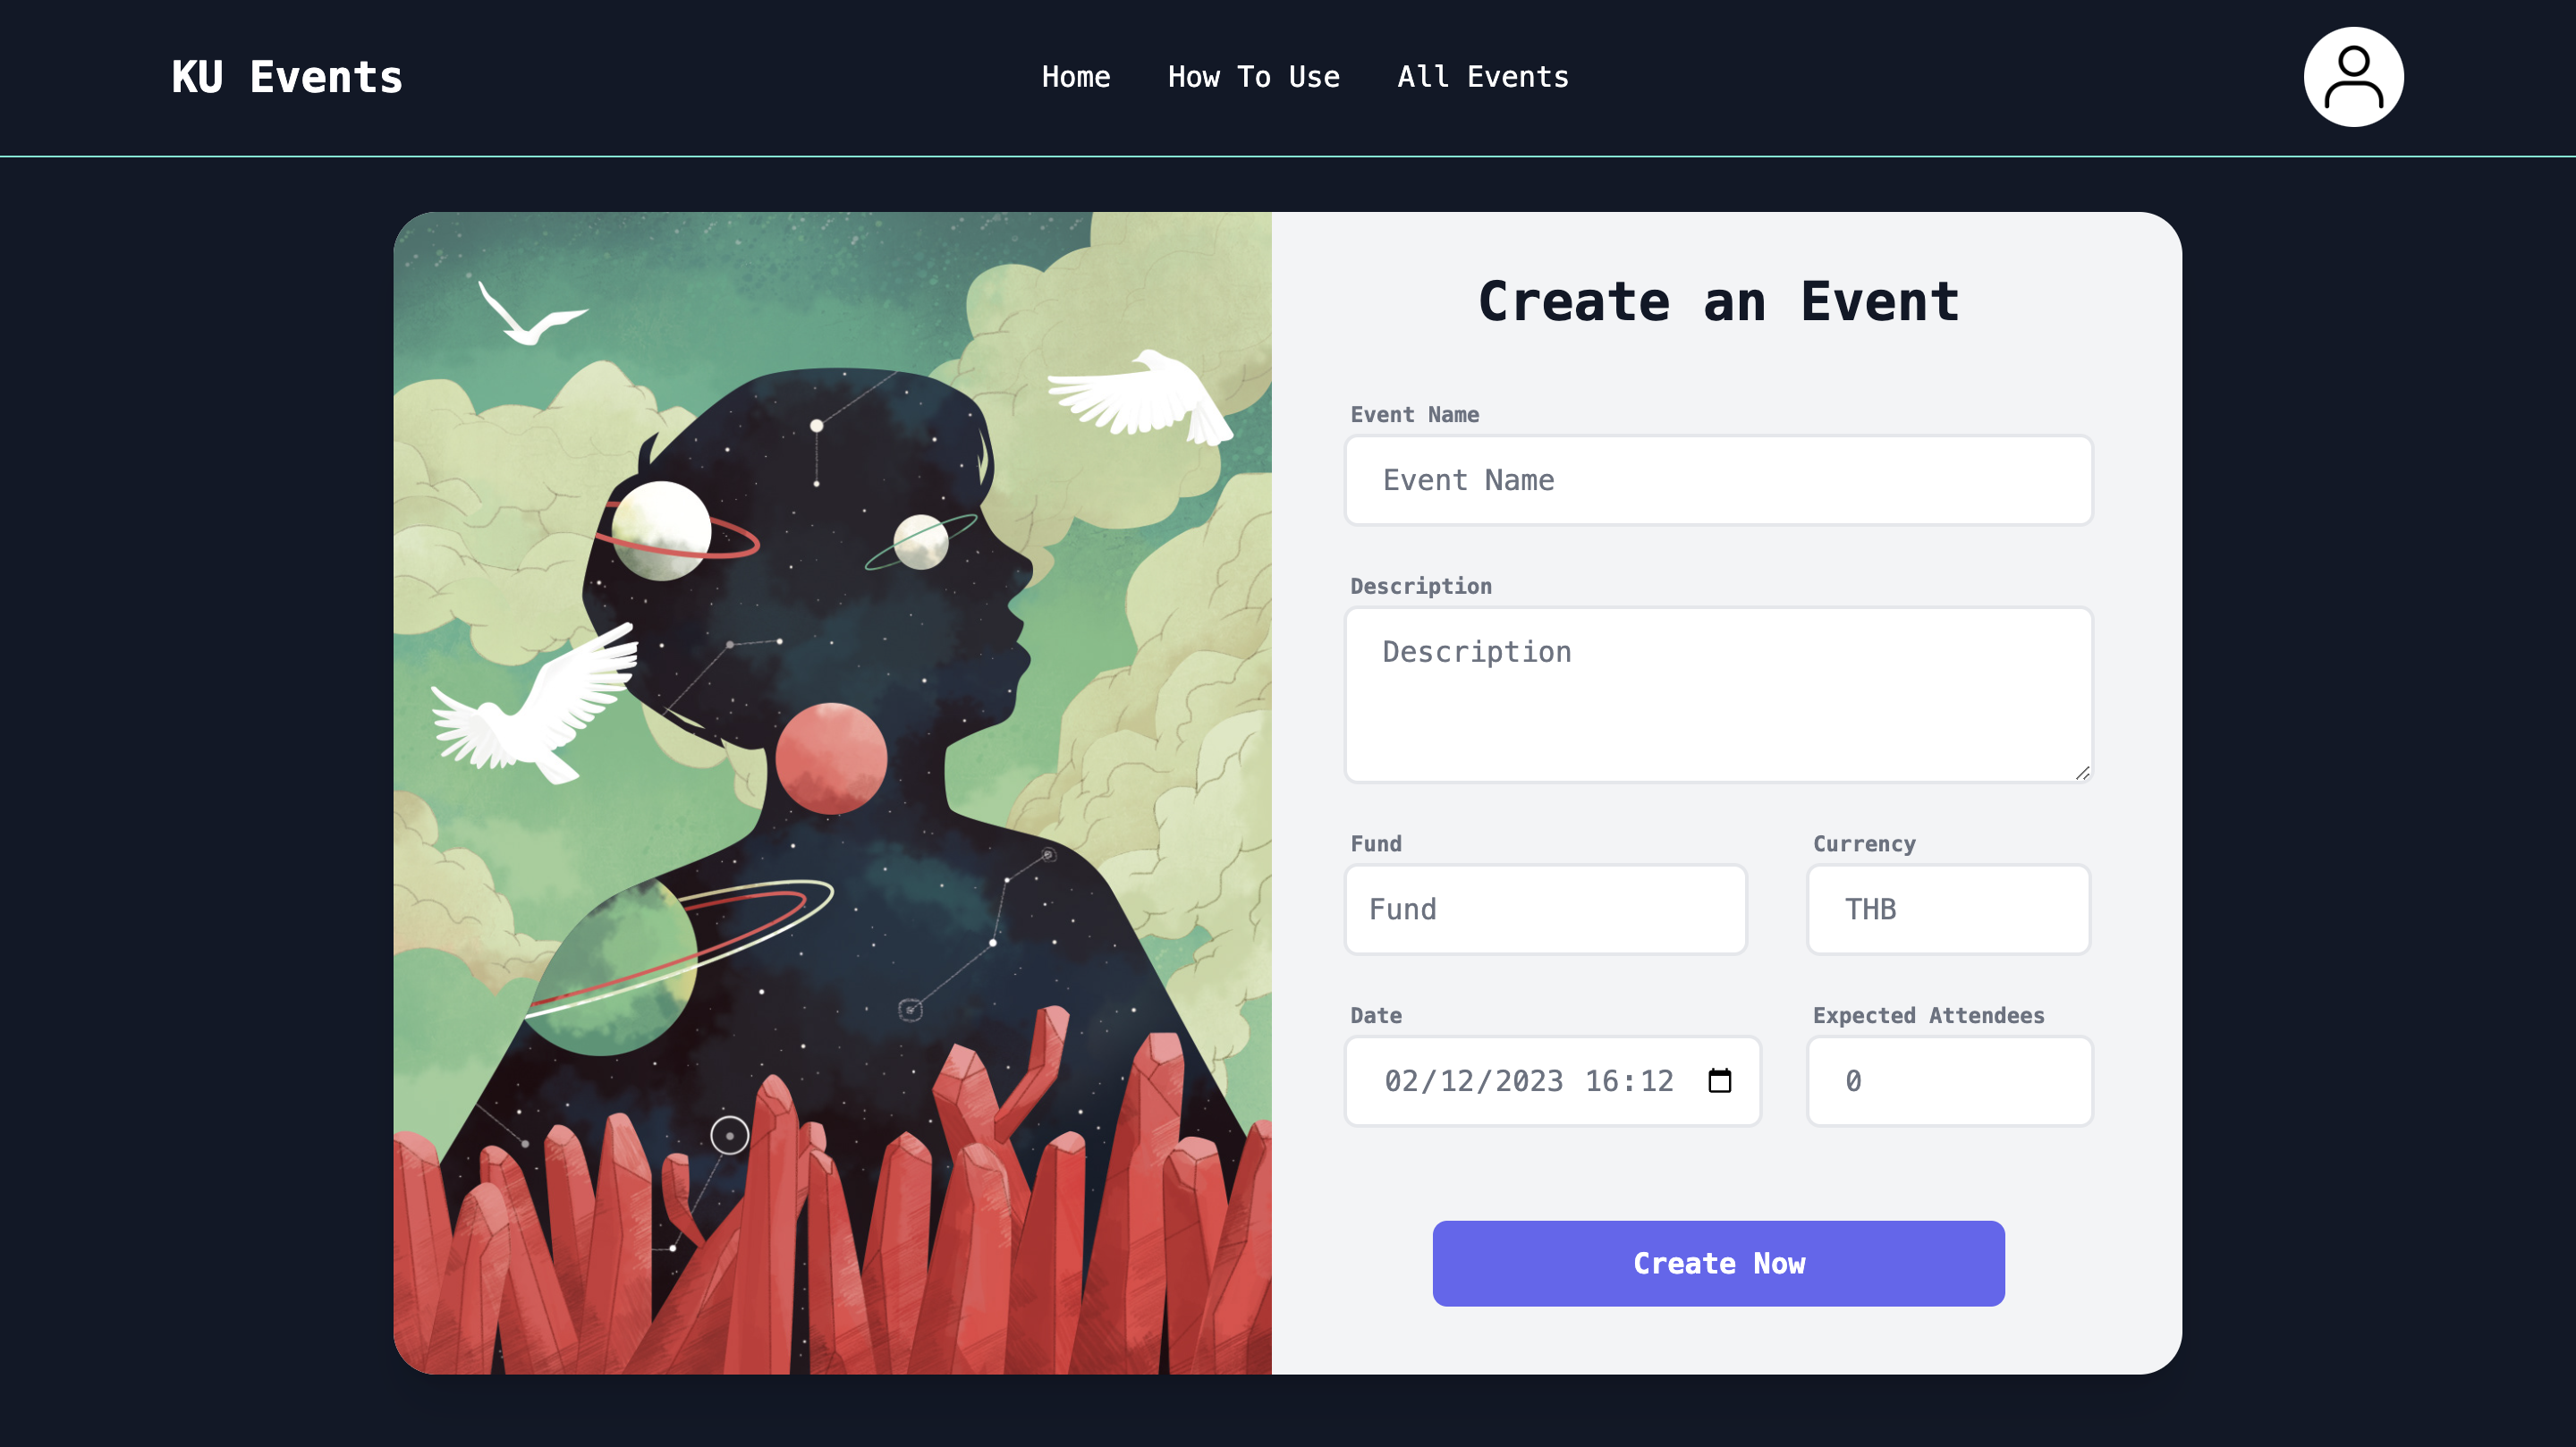 KU Events
Home How To Use All Events
Create an Event
Event Name
Event Name
Description
Description
Fund Currency
Fund THB
Date Expected Attendees
02/12/2023 16:12 0
Create Now